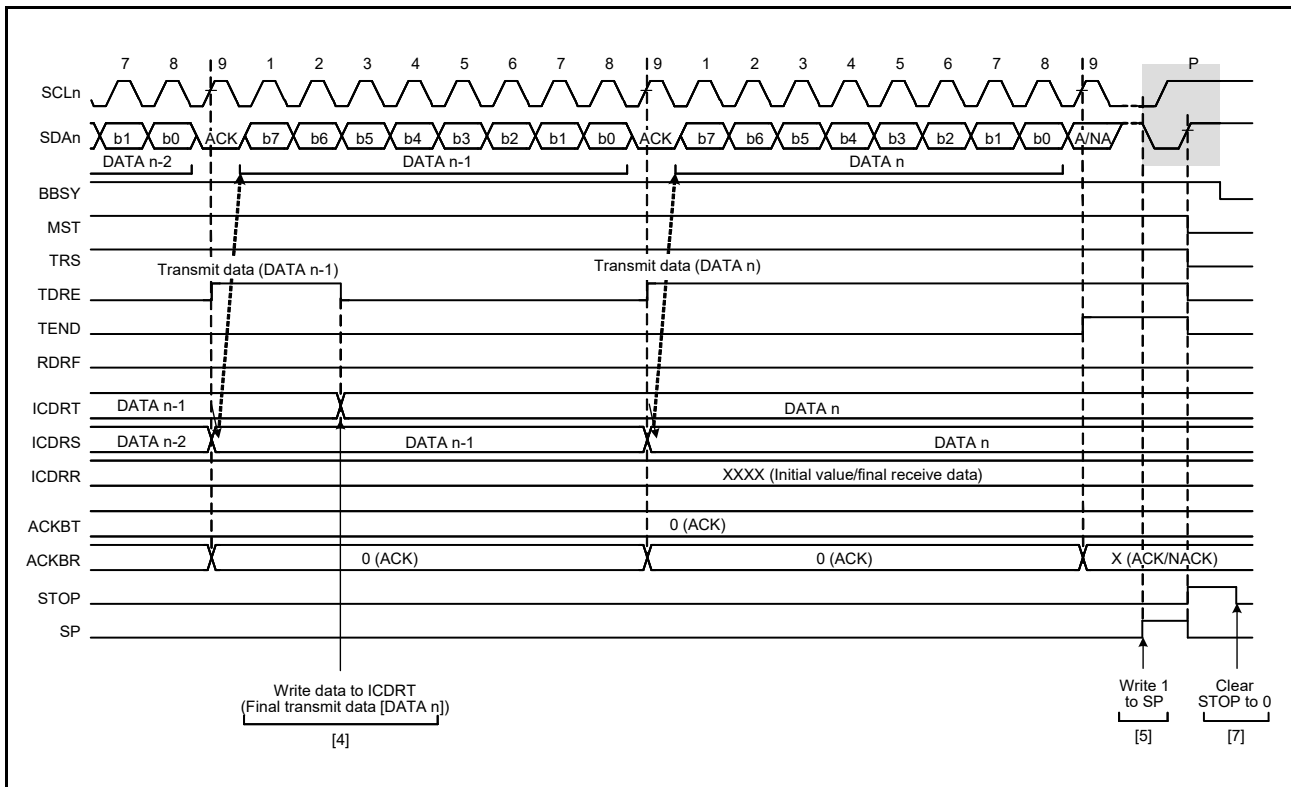 7 8 9 1 2 3 4 5 6 7 8 9 1 2 3 4 5 6 7 8 9 P
SCLn
SDAn b1 b0 ACK b7 b6 b5 b4 b3 b2 b1 b0 ACK b7 b6 b5 b4 b3 b2 b1 b0 A/NA
DATA n-2 DATA n-1 DATA n
BBSY
MST
TRS
Transmit data (DATA n-1) Transmit data (DATA n)
TDRE
TEND
RDRF
ICDRT DATA n-1 DATA n
ICDRS DATA n-2 DATA n-1 DATA n
ICDRR XXXX (Initial value/final receive data)
ACKBT 0 (ACK)
ACKBR 0 (ACK) 0 (ACK) X (ACK/NACK)
STOP
SP
Write data to ICDRT
(Final transmit data [DATA n])
[4]
Write 1
to SP
[5]
Clear
STOP to 0
[7]